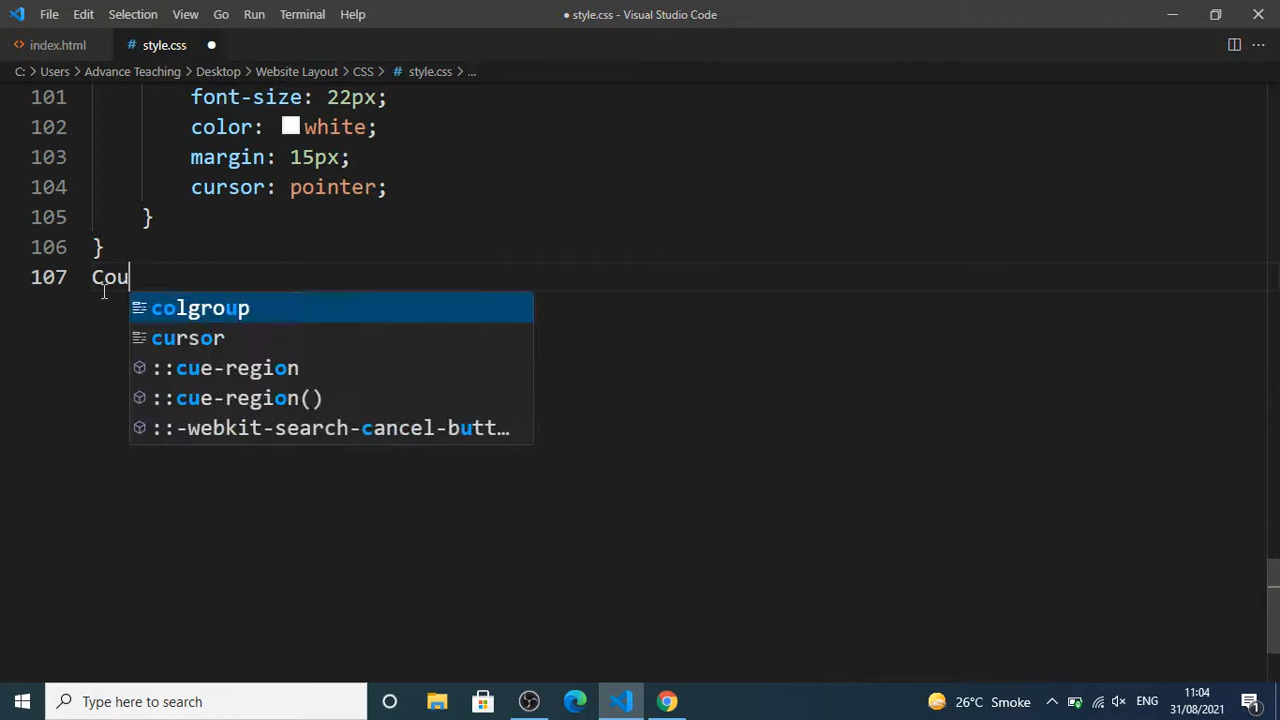 File Edit Selection View Go Run Terminal Help ● style.css - Visual Studio Code
<> index.html # style.css ●
C: > Users > Advance Teaching > Desktop > Website Layout > CSS > # style.css > ...
101 font-size: 22px;
102 color: white;
103 margin: 15px;
104 cursor: pointer;
105 }
106 }
107 Cou
colgroup
cursor
::cue-region
::cue-region()
::-webkit-search-cancel-butt…
Type here to search
26°C Smoke ENG 11:04 31/08/2021 1